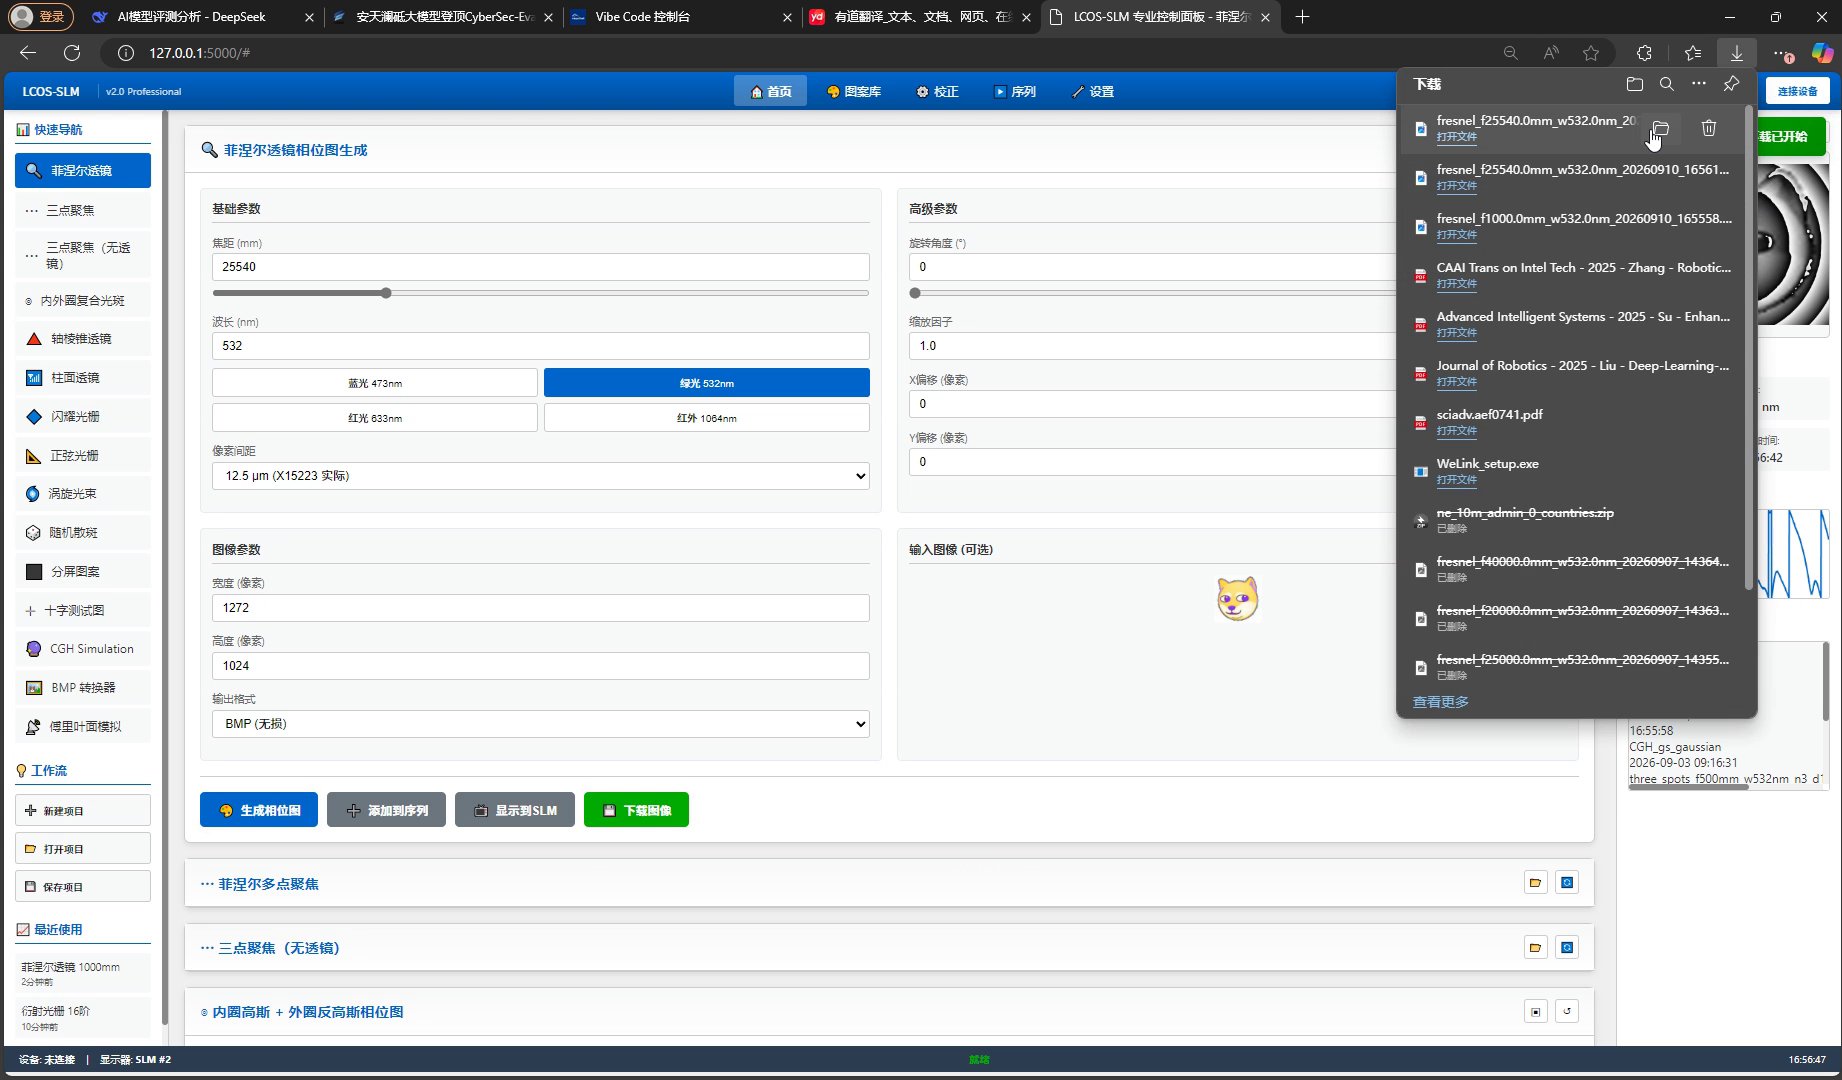 登录
AI模型评测分析 - DeepSeek
安天澜砥大模型登顶CyberSec-Eva
Vibe Code 控制台
有道翻译_文本、文档、网页、在
LCOS-SLM 专业控制面板 - 菲涅尔
127.0.0.1:5000/#
LCOS-SLM
v2.0 Professional
首页
图案库
校正
序列
设置
连接设备
快速导航
菲涅尔透镜
三点聚焦
三点聚焦（无透
镜）
内外圈复合光斑
轴棱锥透镜
柱面透镜
闪耀光栅
正弦光栅
涡旋光束
随机散斑
分屏图案
十字测试图
CGH Simulation
BMP 转换器
傅里叶面模拟
工作流
新建项目
打开项目
保存项目
最近使用
菲涅尔透镜 1000mm
2分钟前
衍射光栅 16阶
10分钟前
菲涅尔透镜相位图生成
基础参数
焦距 (mm)
25540
波长 (nm)
532
蓝光 473nm
绿光 532nm
红光 633nm
红外 1064nm
像素间距
12.5 μm (X15223 实际)
高级参数
旋转角度 (°)
0
缩放因子
1.0
X偏移 (像素)
0
Y偏移 (像素)
0
图像参数
宽度 (像素)
1272
高度 (像素)
1024
输出格式
BMP (无损)
输入图像 (可选)
生成相位图
添加到序列
显示到SLM
下载图像
菲涅尔多点聚焦
三点聚焦（无透镜）
内圈高斯 + 外圈反高斯相位图
下载
fresnel_f25540.0mm_w532.0nm_20
打开文件
fresnel_f25540.0mm_w532.0nm_20260910_16561...
打开文件
fresnel_f1000.0mm_w532.0nm_20260910_165558....
打开文件
CAAI Trans on Intel Tech - 2025 - Zhang - Robotic...
打开文件
Advanced Intelligent Systems - 2025 - Su - Enhan...
打开文件
Journal of Robotics - 2025 - Liu - Deep-Learning-...
打开文件
sciadv.aef0741.pdf
打开文件
WeLink_setup.exe
打开文件
ne_10m_admin_0_countries.zip
已删除
fresnel_f40000.0mm_w532.0nm_20260907_14364...
已删除
fresnel_f20000.0mm_w532.0nm_20260907_14363...
已删除
fresnel_f25000.0mm_w532.0nm_20260907_14355...
已删除
查看更多
载已开始
nm
时间:
56:42
16:55:58
CGH_gs_gaussian
2026-09-03 09:16:31
three_spots_f500mm_w532nm_n3_d1
设备: 未连接 | 显示器: SLM #2
就绪
16:56:47